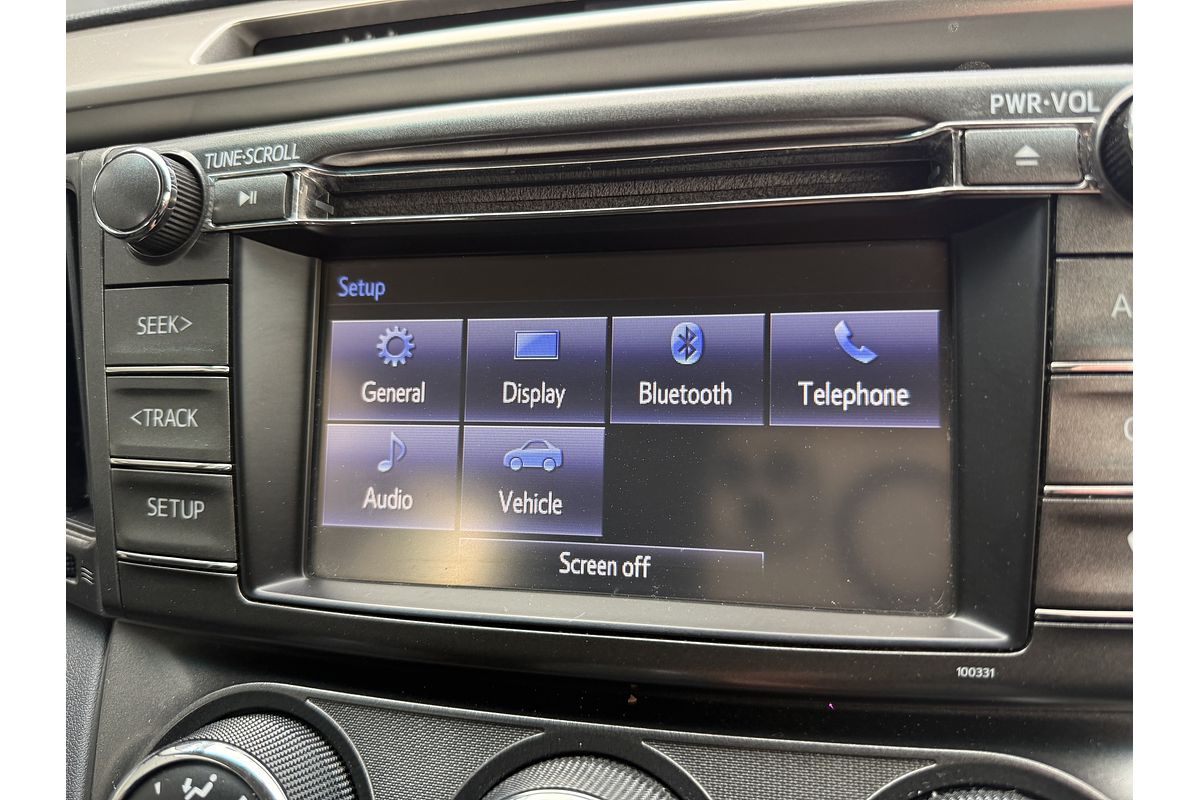 PWR·VOL
TUNE·SCROLL
SEEK>
<TRACK
SETUP
Setup
General
Display
Bluetooth
Telephone
Audio
Vehicle
Screen off
100331